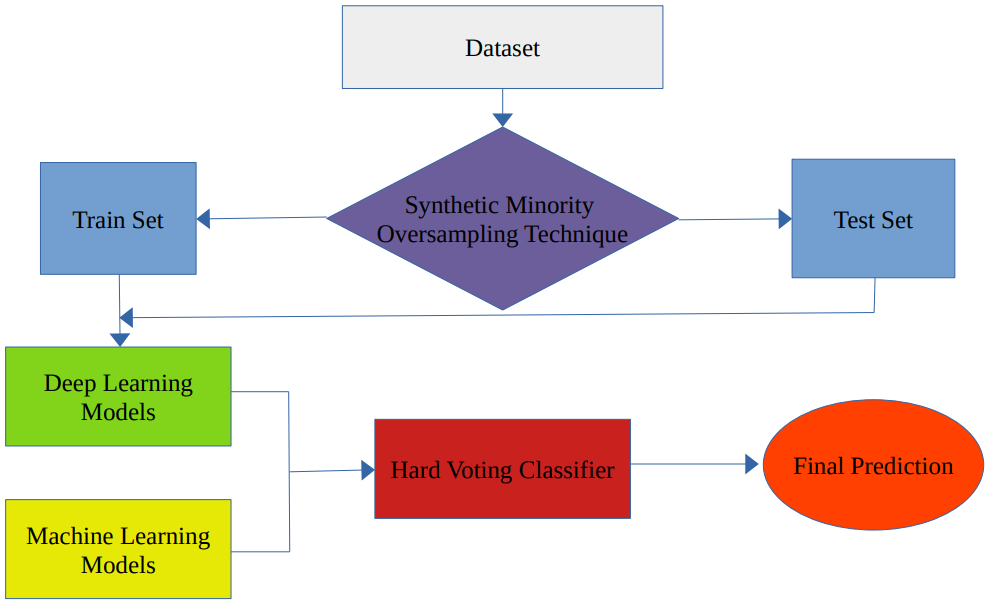 Dataset
Train Set
Synthetic Minority
Oversampling Technique
Test Set
Deep Learning
Models
Hard Voting Classifier
Final Prediction
Machine Learning
Models